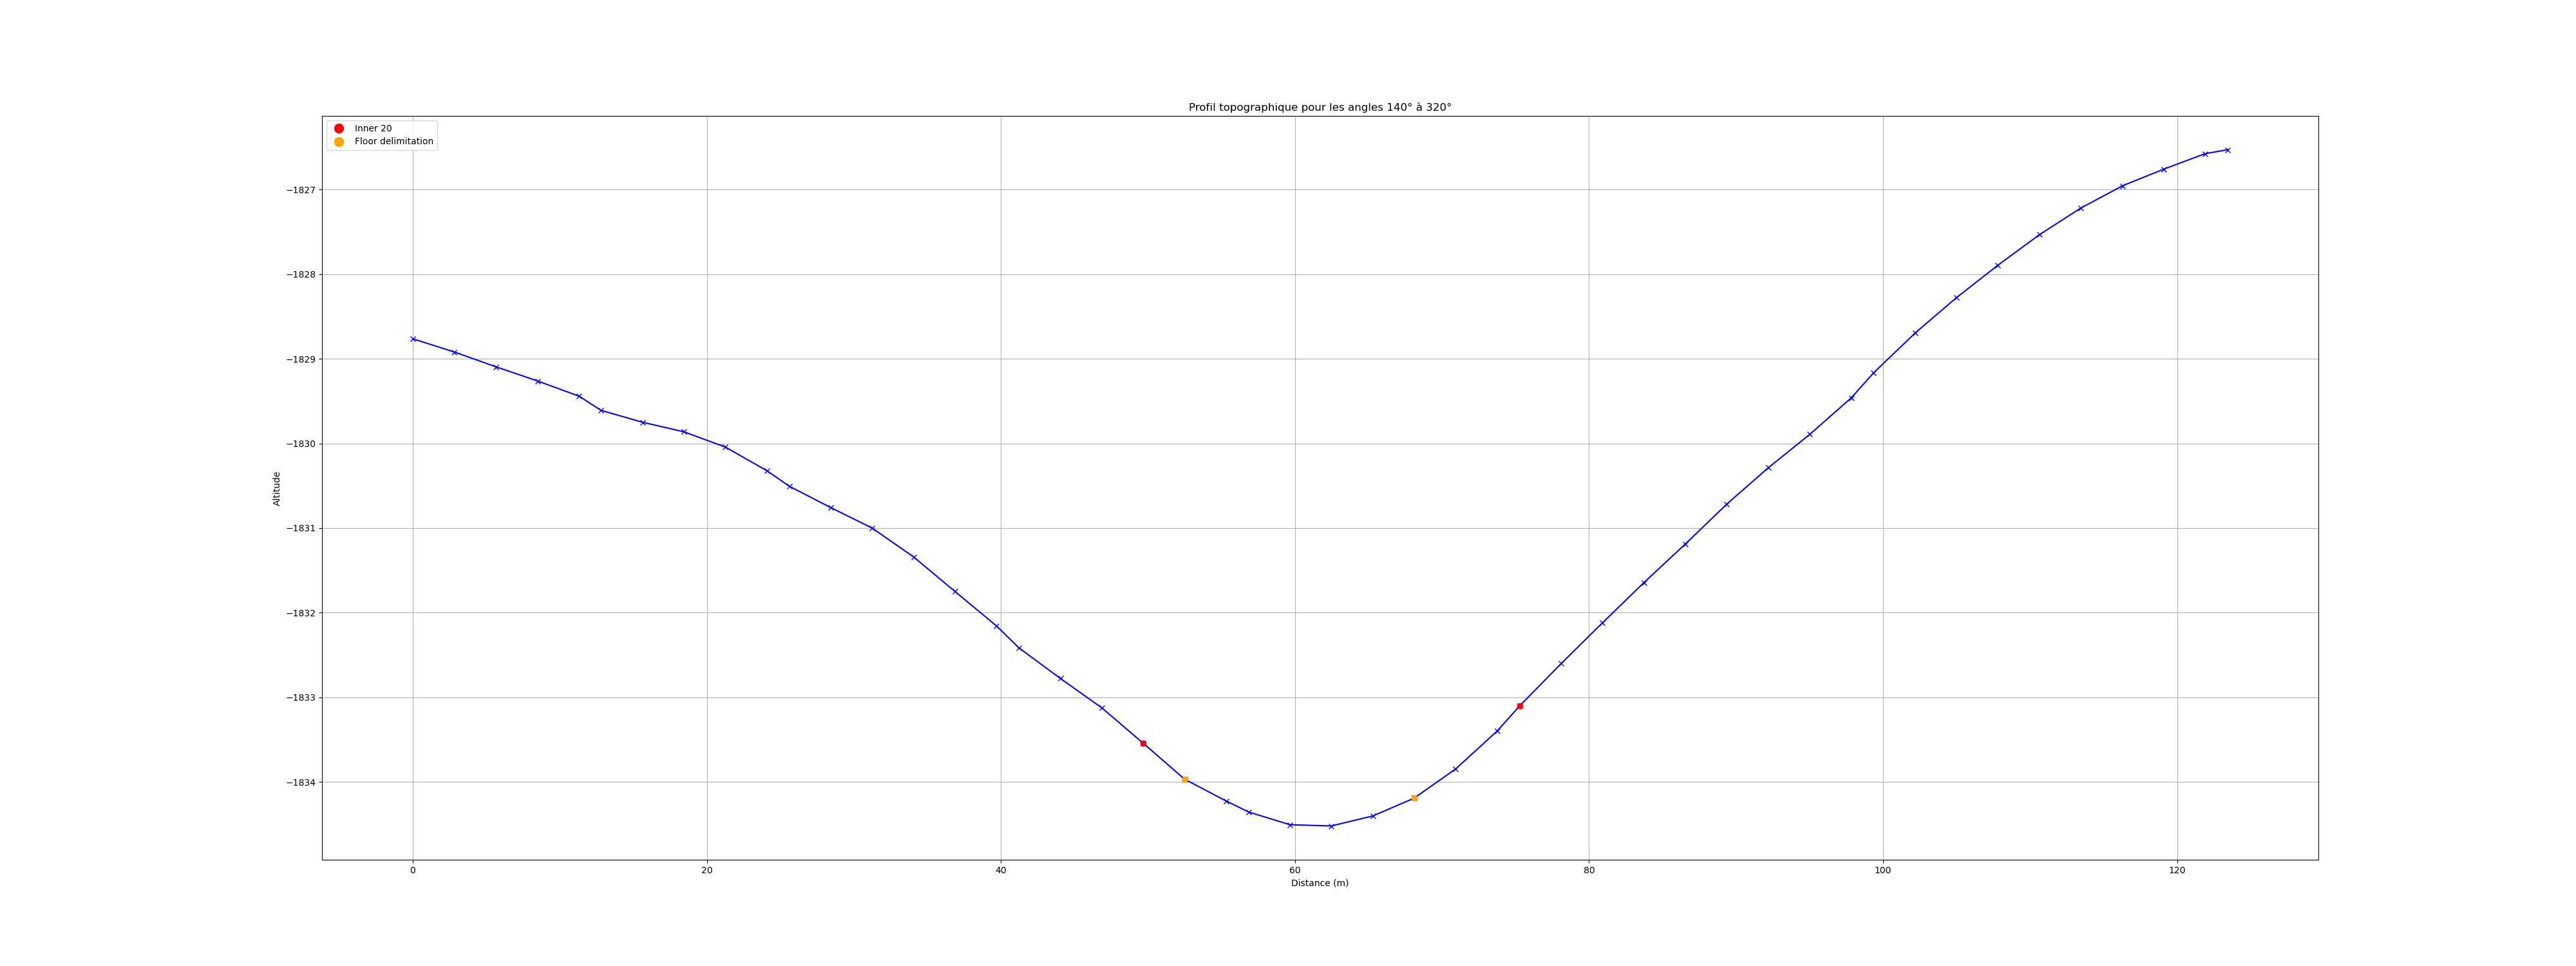 Profil topographique pour les angles 140° à 320°
Inner 20
Floor delimitation
−1827
−1828
−1829
−1830
−1831
−1832
−1833
−1834
Altitude
0 20 40 60 80 100 120
Distance (m)